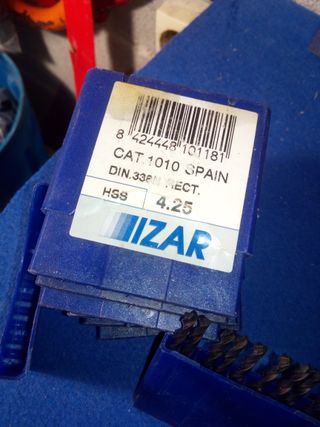 8 424448 101181
CAT.1010 SPAIN
DIN.338N RECT.
HSS 4.25
IZAR